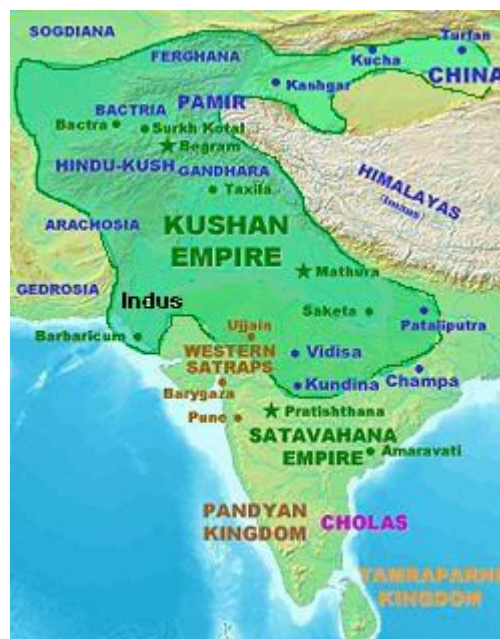 SOGDIANA
Turfan
FERGHANA
Kucha
CHINA
Kashgar
PAMIR
BACTRIA
Bactra
Surkh Kotal
Begram
HINDU-KUSH
GANDHARA
Taxila
HIMALAYAS
(Imaus)
ARACHOSIA
KUSHAN
EMPIRE
Mathura
GEDROSIA
Indus
Saketa
Pataliputra
Barbaricum
Ujjain
WESTERN
SATRAPS
Vidisa
Kundina
Champa
Barygaza
Pratishthana
Pune
SATAVAHANA
EMPIRE
Amaravati
PANDYAN
KINGDOM
CHOLAS
TAMRAPARNI
KINGDOM